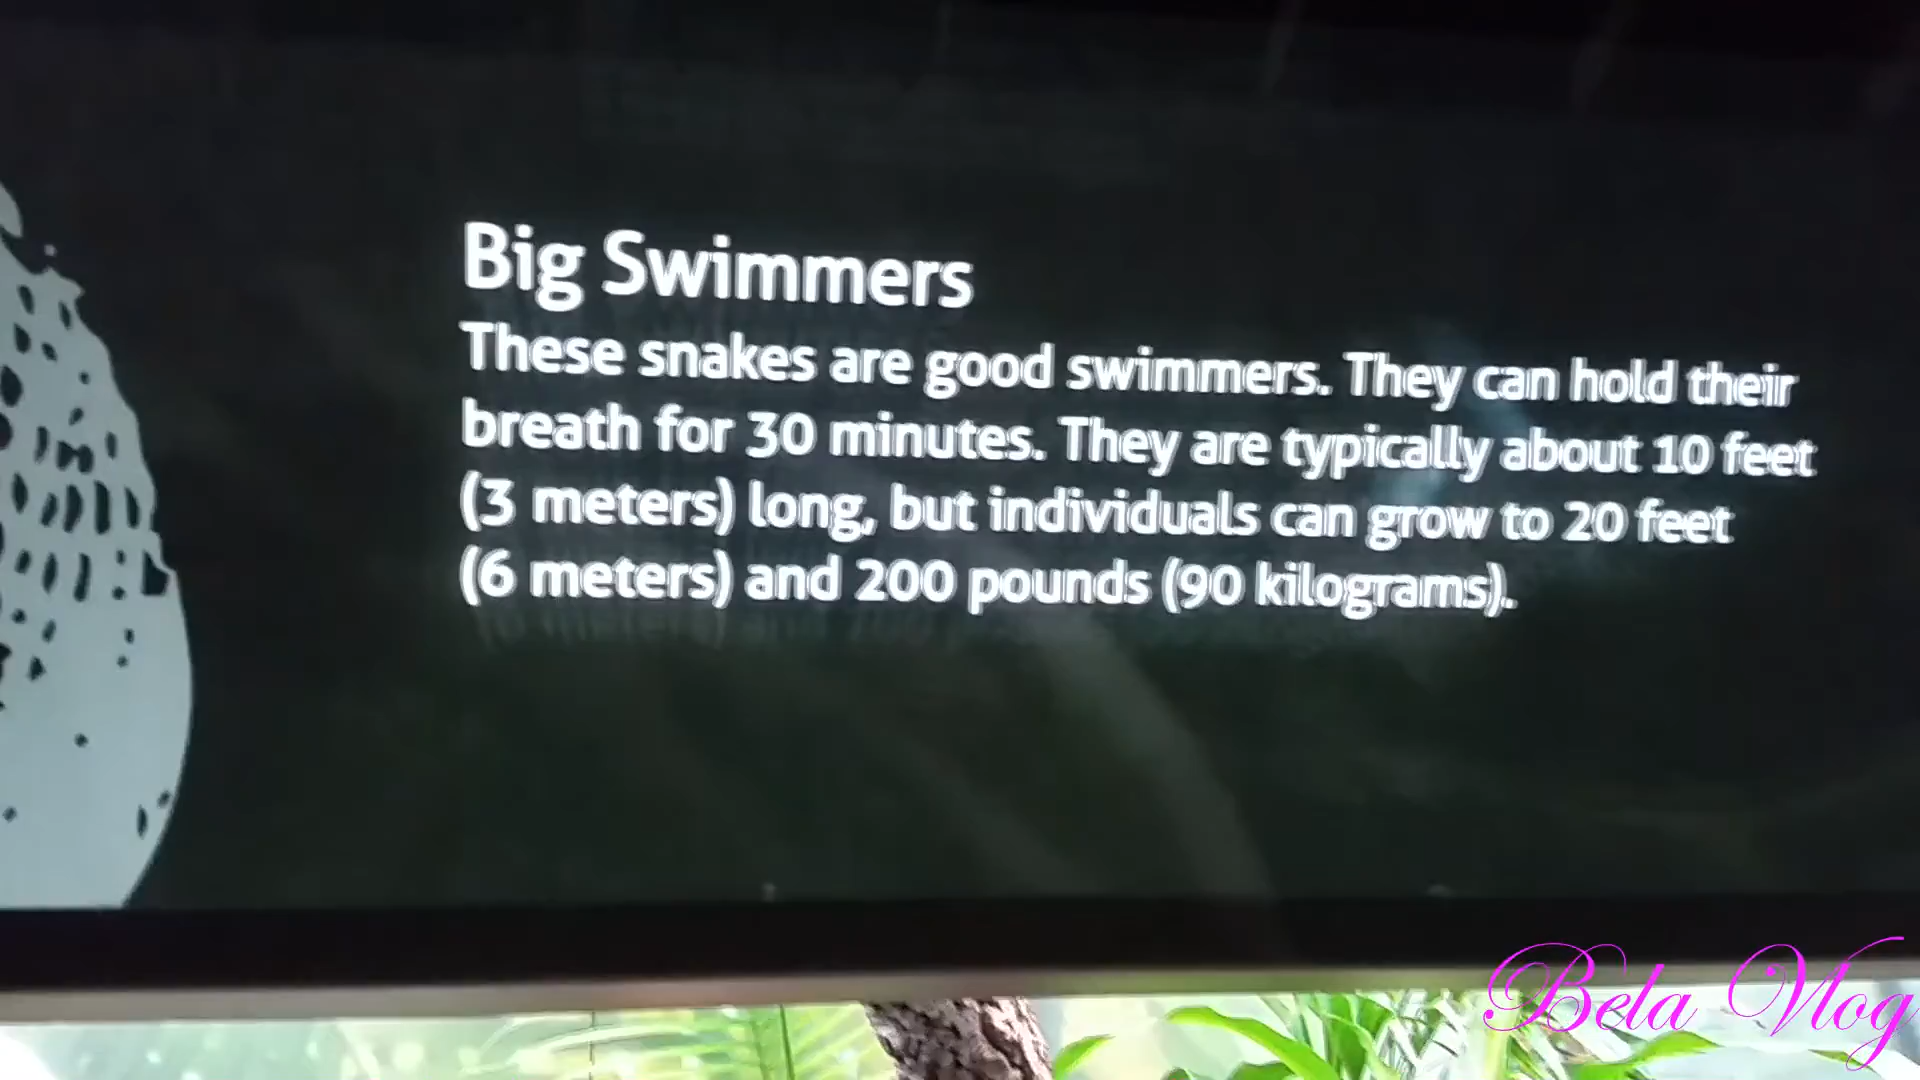 Big Swimmers
These snakes are good swimmers. They can hold their
breath for 30 minutes. They are typically about 10 feet
(3 meters) long, but individuals can grow to 20 feet
(6 meters) and 200 pounds (90 kilograms).
Bela Vlog